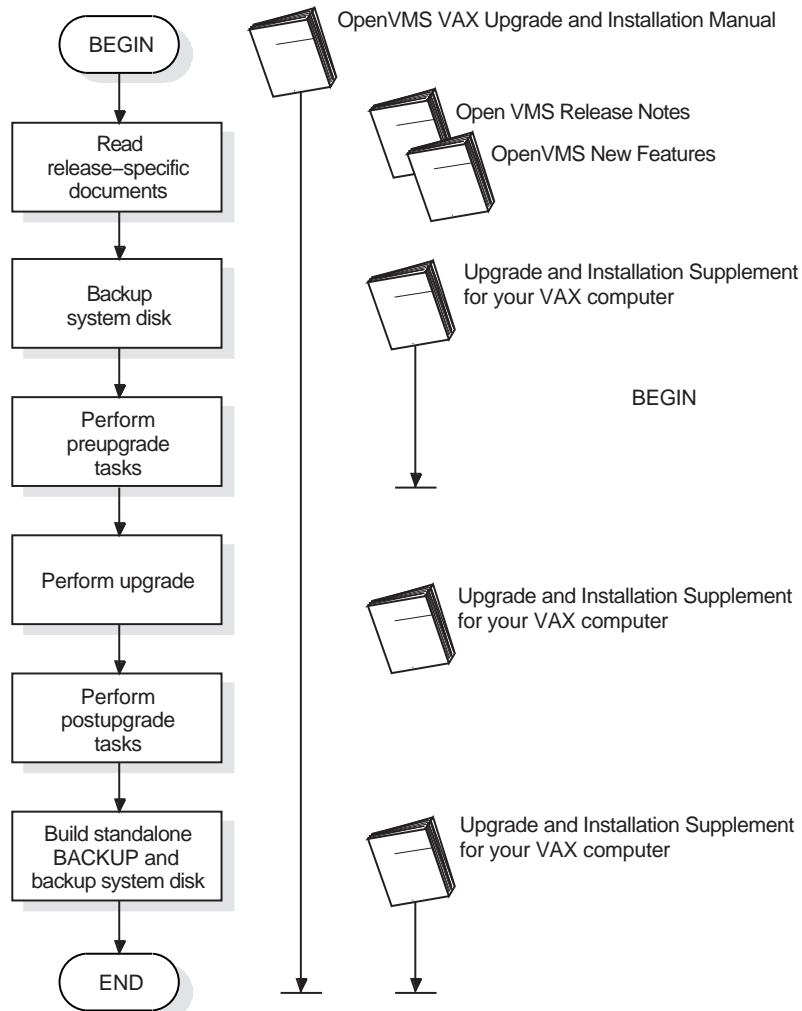 BEGIN
OpenVMS VAX Upgrade and Installation Manual
Read
release–specific
documents
Open VMS Release Notes
OpenVMS New Features
Backup
system disk
Upgrade and Installation Supplement
for your VAX computer
Perform
preupgrade
tasks
BEGIN
Perform upgrade
Upgrade and Installation Supplement
for your VAX computer
Perform
postupgrade
tasks
Build standalone
BACKUP and
backup system disk
Upgrade and Installation Supplement
for your VAX computer
END